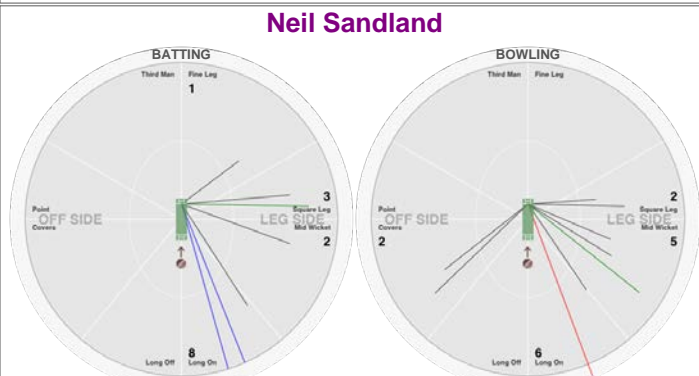 Neil Sandland
BATTING
Third Man Fine Leg
1
3
Point Square Leg
OFF SIDE LEG SIDE
Covers Mid Wicket
2
8
Long Off Long On
BOWLING
Third Man Fine Leg
2
Point Square Leg
OFF SIDE LEG SIDE
Covers Mid Wicket
2 5
6
Long Off Long On